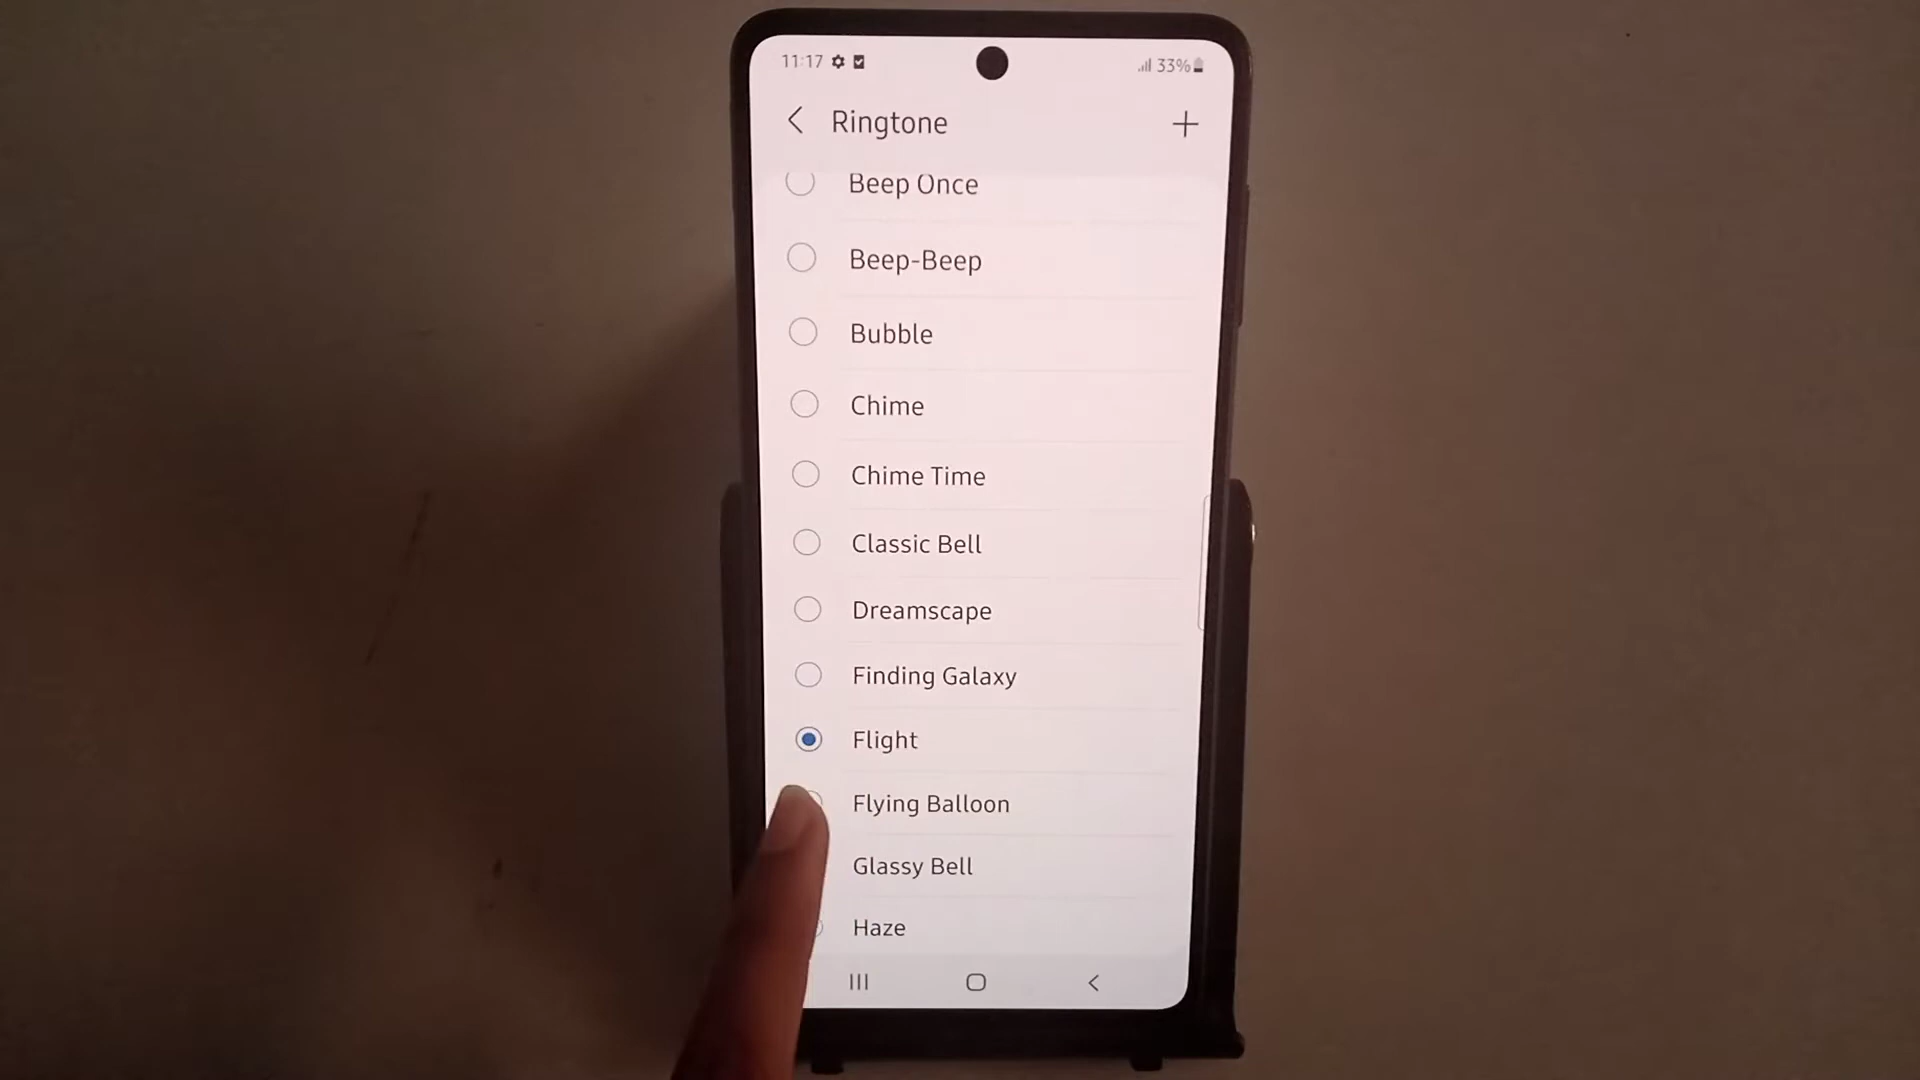 11:17
33%
Ringtone
Beep Once
Beep-Beep
Bubble
Chime
Chime Time
Classic Bell
Dreamscape
Finding Galaxy
Flight
Flying Balloon
Glassy Bell
Haze